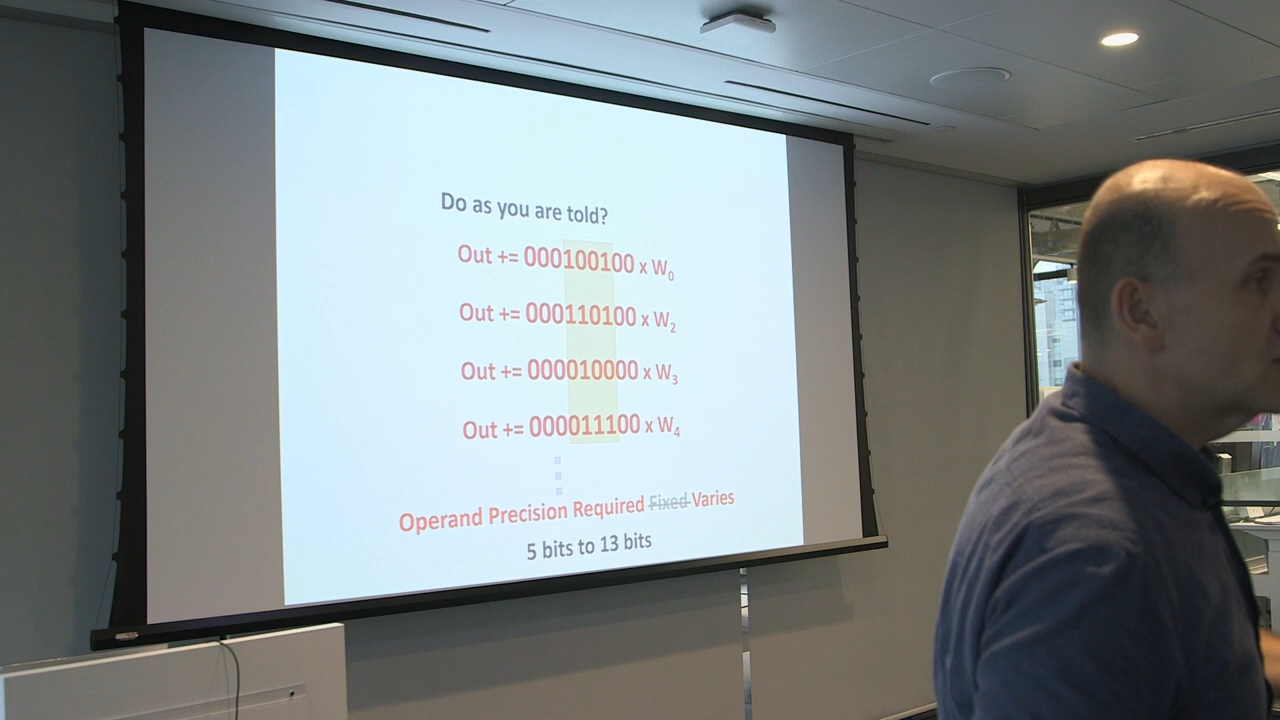 Do as you are told?
Out += 000100100 x W0
Out += 000110100 x W2
Out += 000010000 x W3
Out += 000011100 x W4
Operand Precision Required Fixed Varies
5 bits to 13 bits